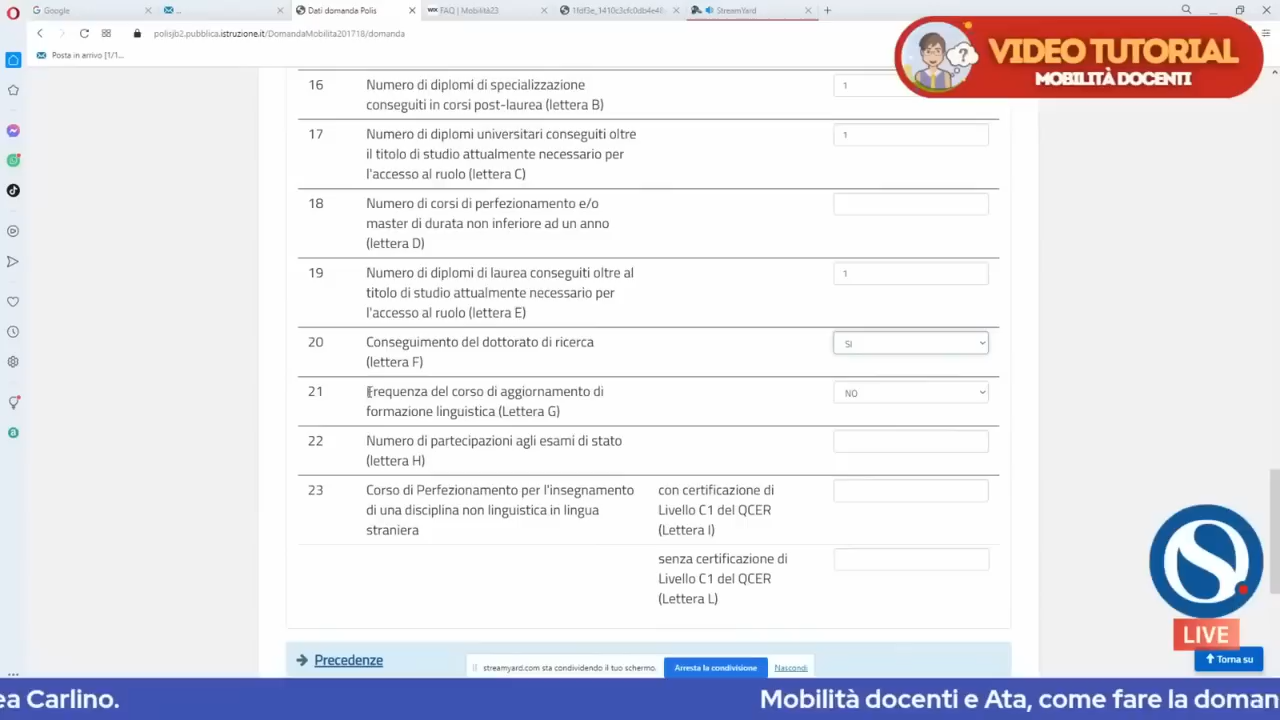 Google
...
Dati domanda Polis
WX FAQ | Mobilità23
StreamYard
polisjb2.pubblica.istruzione.it/DomandaMobilita201718/domanda
Posta in arrivo [1/1...
VIDEO TUTORIAL
MOBILITÀ DOCENTI
16 Numero di diplomi di specializzazione 1
conseguiti in corsi post-laurea (lettera B)
17 Numero di diplomi universitari conseguiti oltre 1
il titolo di studio attualmente necessario per
l'accesso al ruolo (lettera C)
18 Numero di corsi di perfezionamento e/o
master di durata non inferiore ad un anno
(lettera D)
19 Numero di diplomi di laurea conseguiti oltre al 1
titolo di studio attualmente necessario per
l'accesso al ruolo (lettera E)
20 Conseguimento del dottorato di ricerca SI
(lettera F)
21 Frequenza del corso di aggiornamento di NO
formazione linguistica (Lettera G)
22 Numero di partecipazioni agli esami di stato
(lettera H)
23 Corso di Perfezionamento per l'insegnamento con certificazione di
di una disciplina non linguistica in lingua Livello C1 del QCER
straniera (Lettera I)
senza certificazione di
Livello C1 del QCER
(Lettera L)
LIVE
Torna su
Precedenze
streamyard.com sta condividendo il tuo schermo. Arresta la condivisione Nascondi
ea Carlino. Mobilità docenti e Ata, come fare la doman